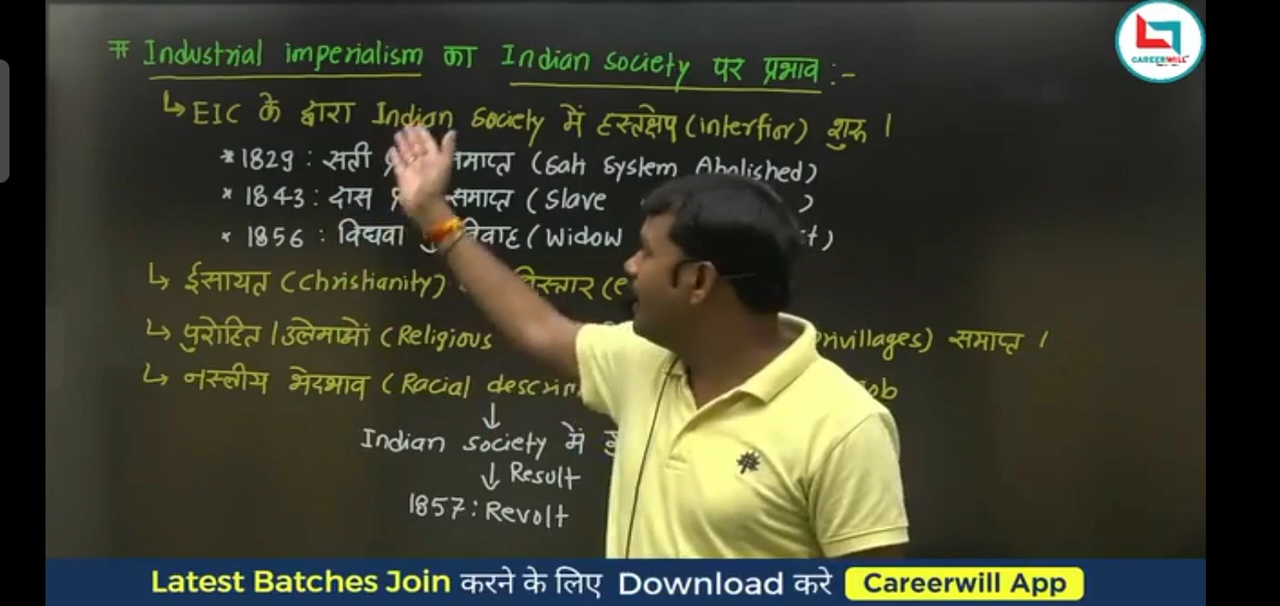 # Industrial imperialism का Indian society पर प्रभाव :-
↳ EIC के द्वारा Indian society में हस्तक्षेप (interfior) शुरू ।
* 1829 : सती समाप्त (Sati System Abolished)
* 1843 : दास समाप्त (Slave )
* 1856 : विधवा (Widow )
↳ ईसायत (Christianity) विस्तार (
↳ पुरोहित / उलेमाओं (Religious privillages) समाप्त ।
↳ नस्लीय भेदभाव (Racial Job
↓
Indian society में
↓ Result
1857 : Revolt
CAREERWILL
Latest Batches Join करने के लिए Download करे Careerwill App